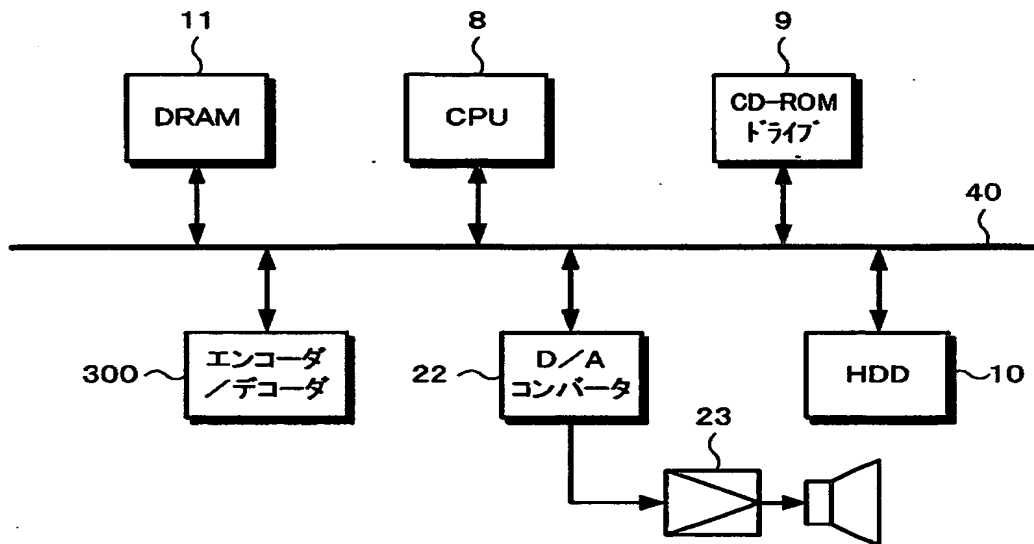 11
8
9
DRAM
CPU
CD-ROM
ドライブ
40
300
エンコーダ
/デコーダ
22
D/A
コンバータ
HDD
10
23